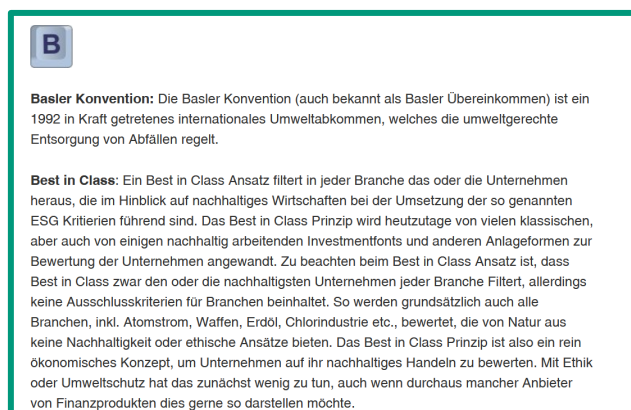 B
Basler Konvention: Die Basler Konvention (auch bekannt als Basler Übereinkommen) ist ein
1992 in Kraft getretenes internationales Umweltabkommen, welches die umweltgerechte
Entsorgung von Abfällen regelt.
Best in Class: Ein Best in Class Ansatz filtert in jeder Branche das oder die Unternehmen
heraus, die im Hinblick auf nachhaltiges Wirtschaften bei der Umsetzung der so genannten
ESG Kritierien führend sind. Das Best in Class Prinzip wird heutzutage von vielen klassischen,
aber auch von einigen nachhaltig arbeitenden Investmentfonts und anderen Anlageformen zur
Bewertung der Unternehmen angewandt. Zu beachten beim Best in Class Ansatz ist, dass
Best in Class zwar den oder die nachhaltigsten Unternehmen jeder Branche Filtert, allerdings
keine Ausschlusskriterien für Branchen beinhaltet. So werden grundsätzlich auch alle
Branchen, inkl. Atomstrom, Waffen, Erdöl, Chlorindustrie etc., bewertet, die von Natur aus
keine Nachhaltigkeit oder ethische Ansätze bieten. Das Best in Class Prinzip ist also ein rein
ökonomisches Konzept, um Unternehmen auf ihr nachhaltiges Handeln zu bewerten. Mit Ethik
oder Umweltschutz hat das zunächst wenig zu tun, auch wenn durchaus mancher Anbieter
von Finanzprodukten dies gerne so darstellen möchte.